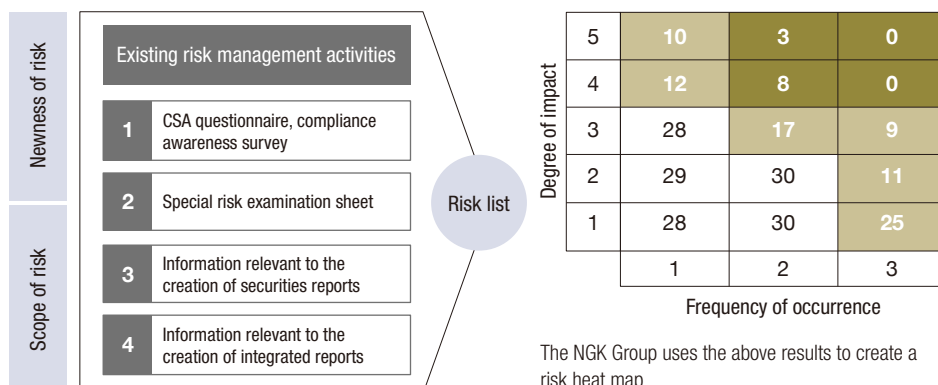 Newness of risk
Scope of risk
Existing risk management activities
1
CSA questionnaire, compliance
awareness survey
2
Special risk examination sheet
3
Information relevant to the
creation of securities reports
4
Information relevant to the
creation of integrated reports
Risk list
Degree of impact
5 10 3 0
4 12 8 0
3 28 17 9
2 29 30 11
1 28 30 25
1 2 3
Frequency of occurrence
The NGK Group uses the above results to create a
risk heat map